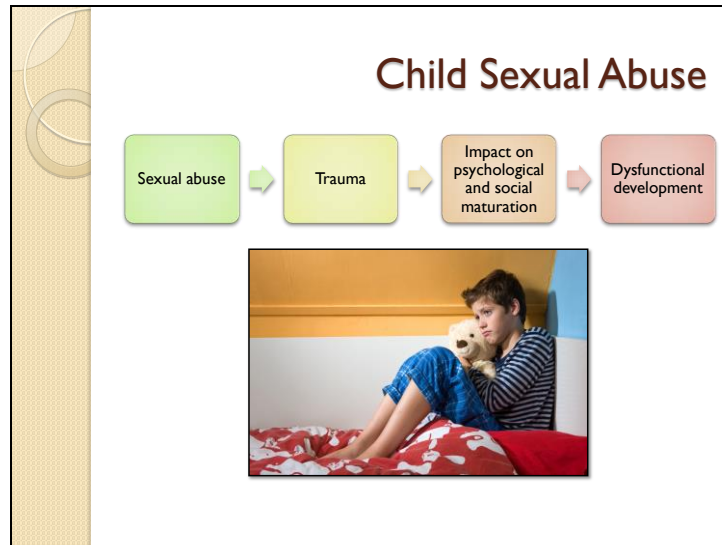 Child Sexual Abuse
Sexual abuse
Trauma
Impact on
psychological
and social
maturation
Dysfunctional
development